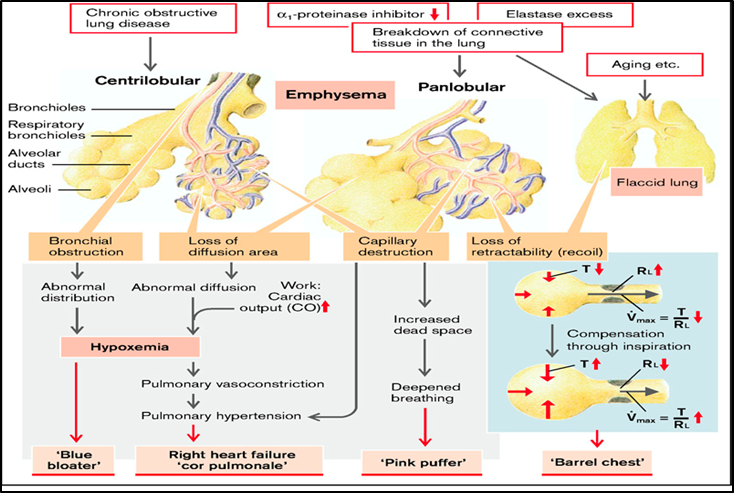 Chronic obstructive
lung disease
α₁-proteinase inhibitor
Elastase excess
Breakdown of connective
tissue in the lung
Aging etc.
Centrilobular
Emphysema
Panlobular
Bronchioles
Respiratory
bronchioles
Alveolar
ducts
Alveoli
Flaccid lung
Bronchial
obstruction
Loss of
diffusion area
Capillary
destruction
Loss of
retractability (recoil)
Abnormal
distribution
Abnormal diffusion
Work:
Cardiac
output (CO)
Hypoxemia
Pulmonary vasoconstriction
Pulmonary hypertension
Increased
dead space
Deepened
breathing
T
RL
V̇max = T/RL
Compensation
through inspiration
T
RL
V̇max = T/RL
‘Blue
bloater’
Right heart failure
‘cor pulmonale’
‘Pink puffer’
‘Barrel chest’